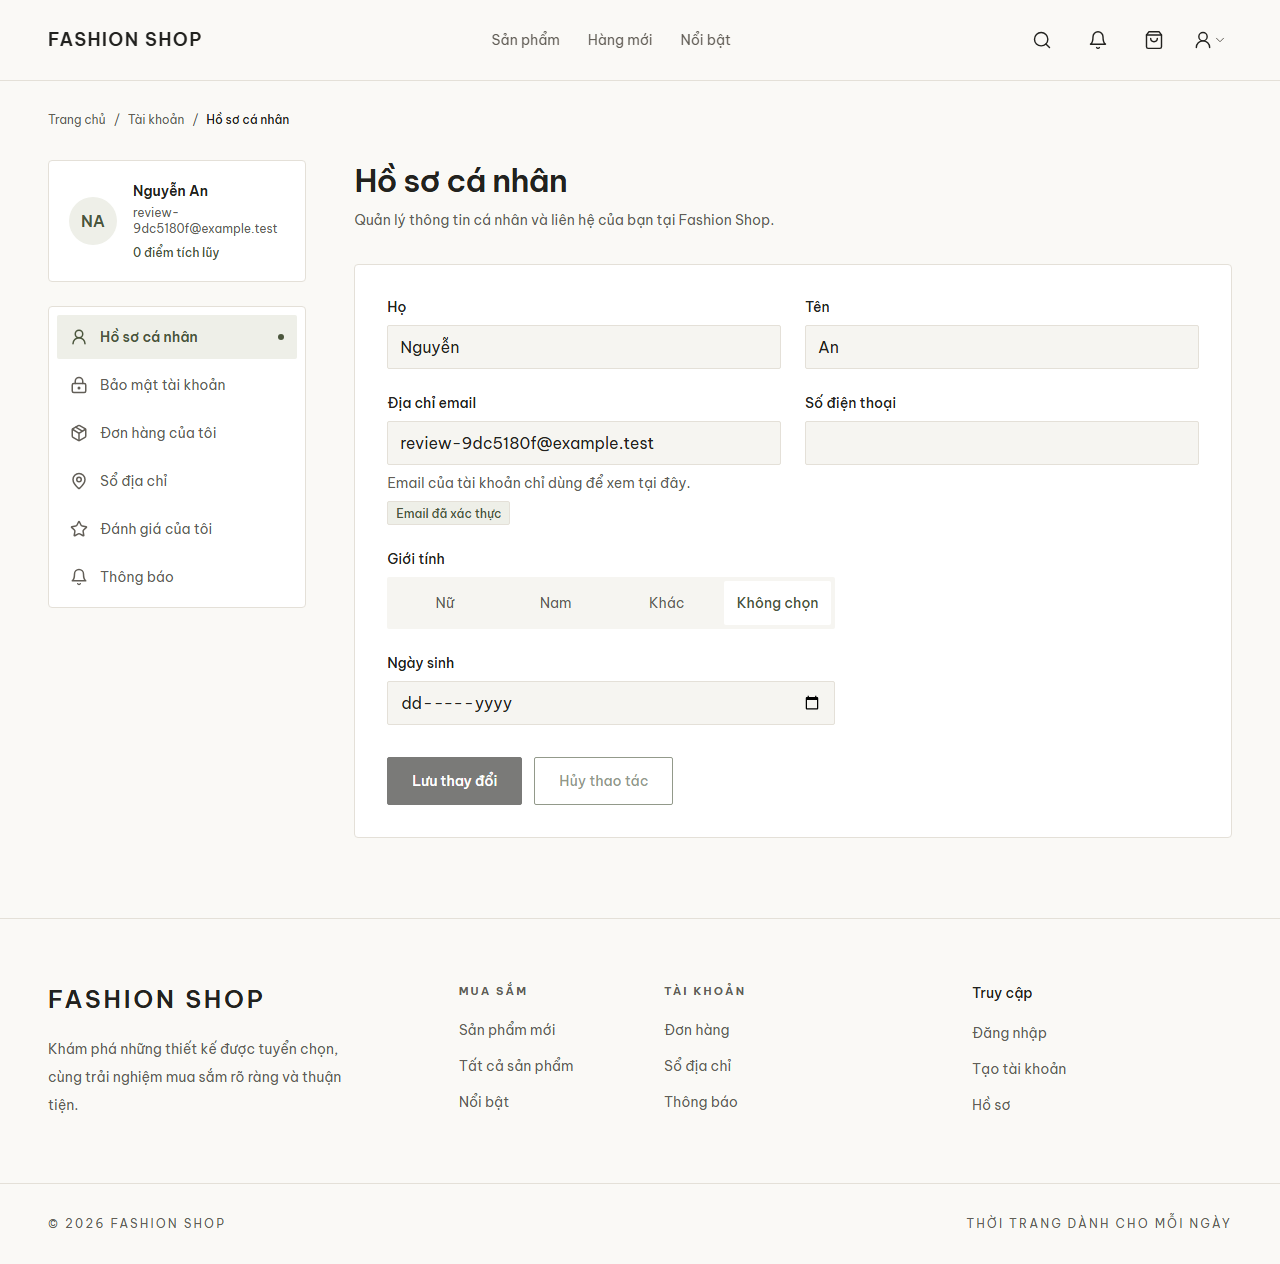 FASHION SHOP
Sản phẩm
Hàng mới
Nổi bật
Trang chủ / Tài khoản / Hồ sơ cá nhân
NA
Nguyễn An
review-
9dc5180f@example.test
0 điểm tích lũy
Hồ sơ cá nhân
Bảo mật tài khoản
Đơn hàng của tôi
Sổ địa chỉ
Đánh giá của tôi
Thông báo
Hồ sơ cá nhân
Quản lý thông tin cá nhân và liên hệ của bạn tại Fashion Shop.
Họ
Nguyễn
Tên
An
Địa chỉ email
review-9dc5180f@example.test
Email của tài khoản chỉ dùng để xem tại đây.
Email đã xác thực
Số điện thoại
Giới tính
Nữ
Nam
Khác
Không chọn
Ngày sinh
dd-----yyyy
Lưu thay đổi
Hủy thao tác
FASHION SHOP
Khám phá những thiết kế được tuyển chọn,
cùng trải nghiệm mua sắm rõ ràng và thuận
tiện.
MUA SẮM
Sản phẩm mới
Tất cả sản phẩm
Nổi bật
TÀI KHOẢN
Đơn hàng
Sổ địa chỉ
Thông báo
Truy cập
Đăng nhập
Tạo tài khoản
Hồ sơ
© 2026 FASHION SHOP
THỜI TRANG DÀNH CHO MỖI NGÀY